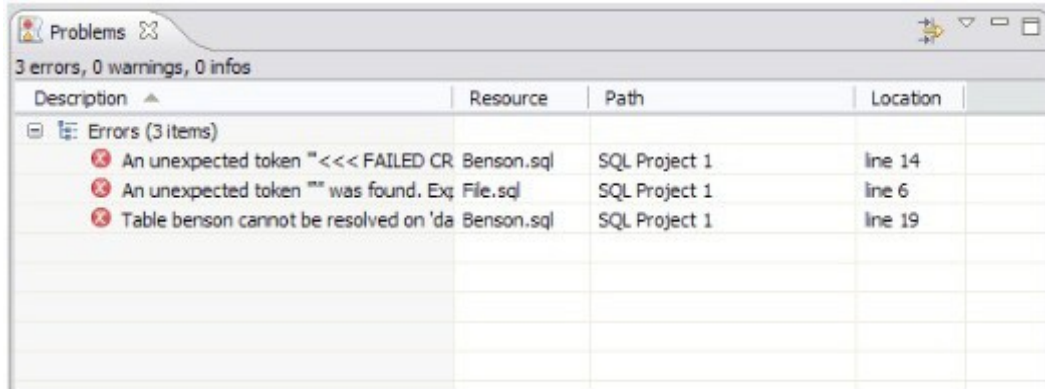 Problems
3 errors, 0 warnings, 0 infos
Description Resource Path Location
Errors (3 items)
An unexpected token "<<< FAILED CR Benson.sql SQL Project 1 line 14
An unexpected token "" was found. Exp File.sql SQL Project 1 line 6
Table benson cannot be resolved on 'da Benson.sql SQL Project 1 line 19